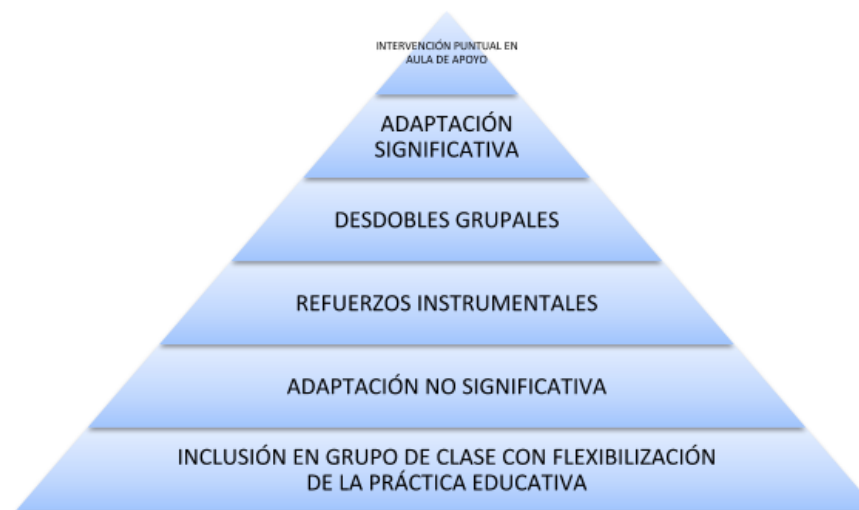 INTERVENCIÓN PUNTUAL EN
AULA DE APOYO
ADAPTACIÓN
SIGNIFICATIVA
DESDOBLES GRUPALES
REFUERZOS INSTRUMENTALES
ADAPTACIÓN NO SIGNIFICATIVA
INCLUSIÓN EN GRUPO DE CLASE CON FLEXIBILIZACIÓN
DE LA PRÁCTICA EDUCATIVA